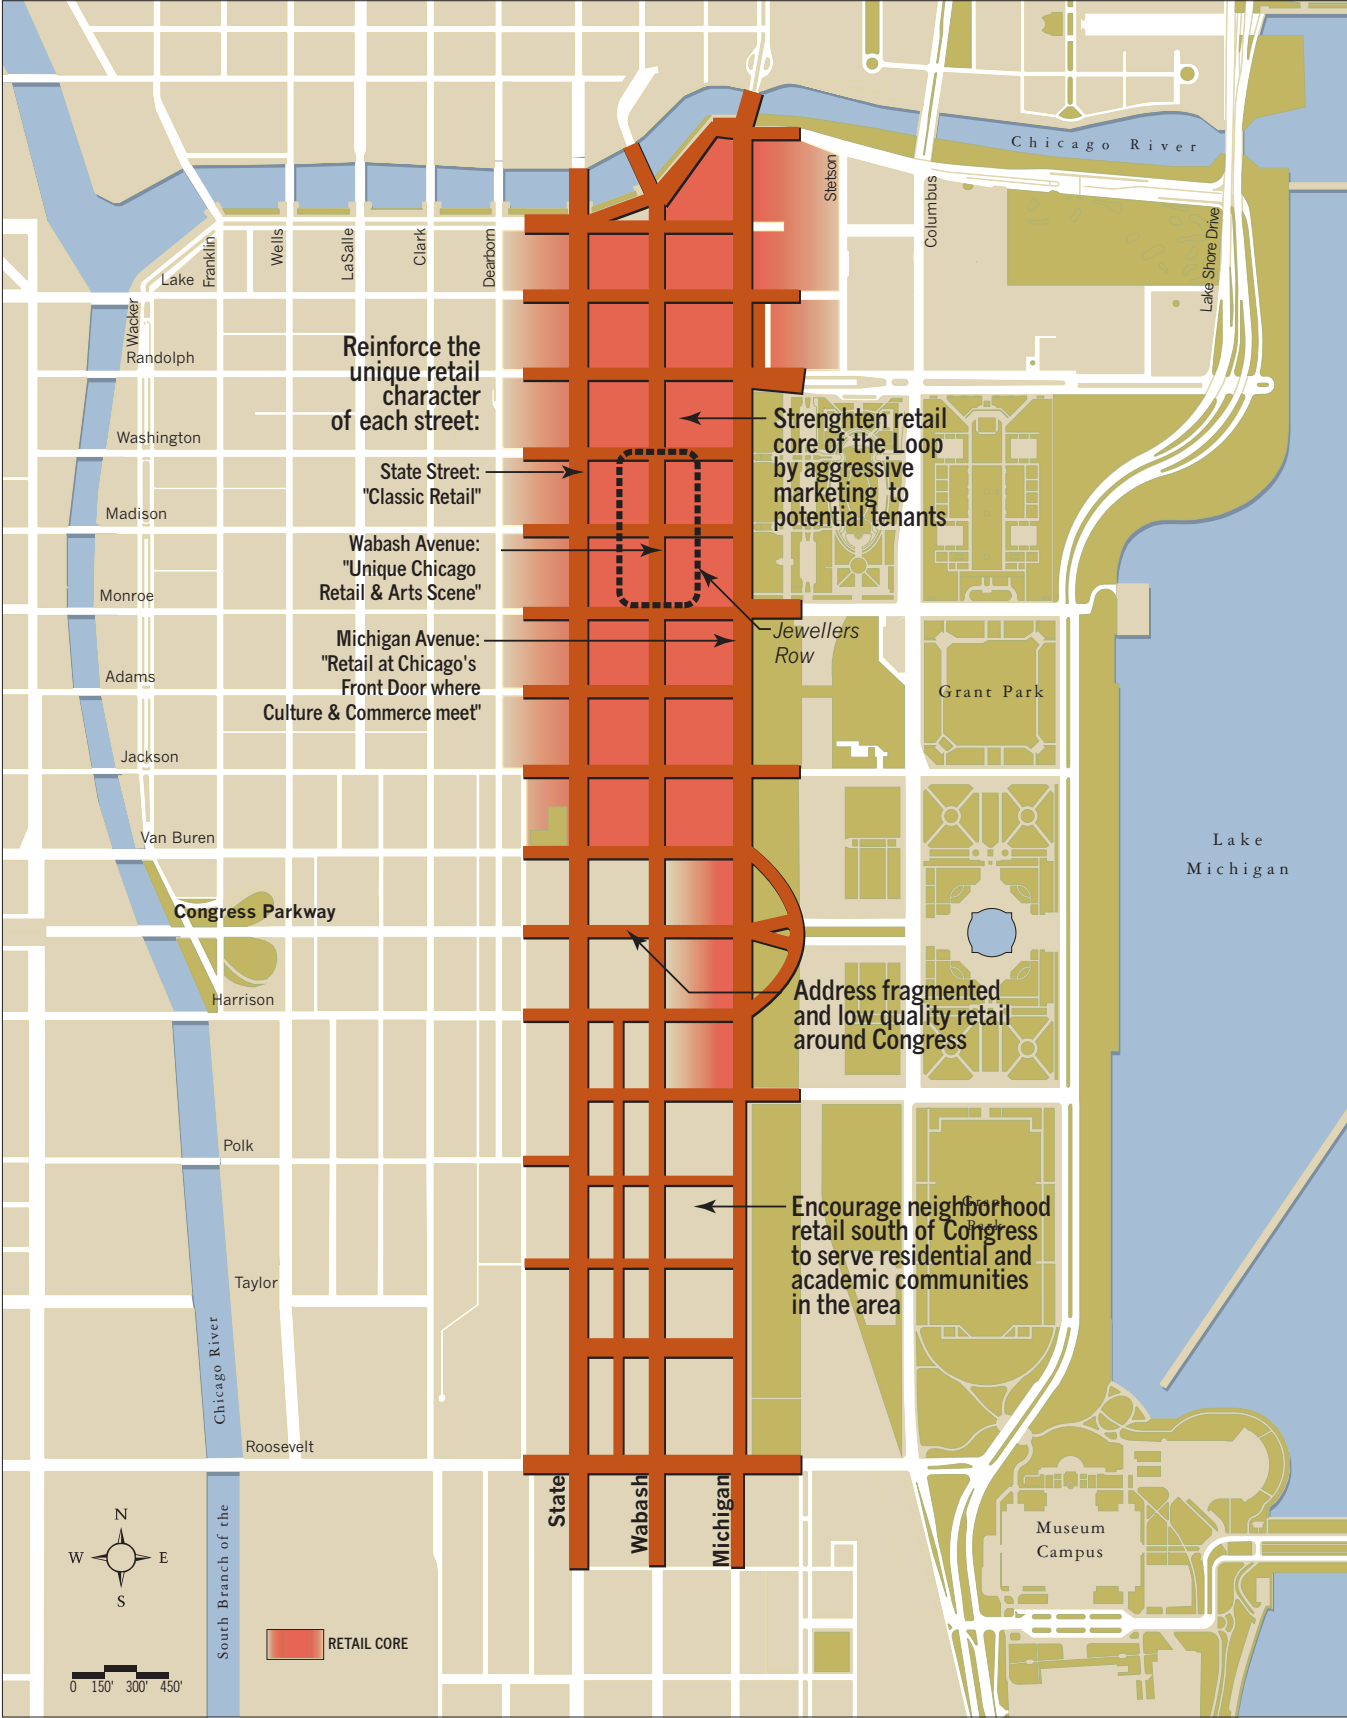 Chicago River
Stetson
Columbus
Lake Shore Drive
Franklin
Wells
LaSalle
Clark
Dearborn
Lake
Wacker
Randolph
Reinforce the
unique retail
character
of each street:
Washington
State Street:
"Classic Retail"
Strenghten retail
core of the Loop
by aggressive
marketing to
potential tenants
Madison
Wabash Avenue:
"Unique Chicago
Retail & Arts Scene"
Monroe
Jewellers
Row
Michigan Avenue:
"Retail at Chicago's
Front Door where
Culture & Commerce meet"
Adams
Grant Park
Jackson
Van Buren
Lake
Michigan
Congress Parkway
Harrison
Address fragmented
and low quality retail
around Congress
Polk
Grant
Park
Encourage neighborhood
retail south of Congress
to serve residential and
academic communities
in the area
Taylor
Chicago River
Roosevelt
State
Wabash
Michigan
Museum
Campus
N
W E
S
South Branch of the
RETAIL CORE
0 150' 300' 450'